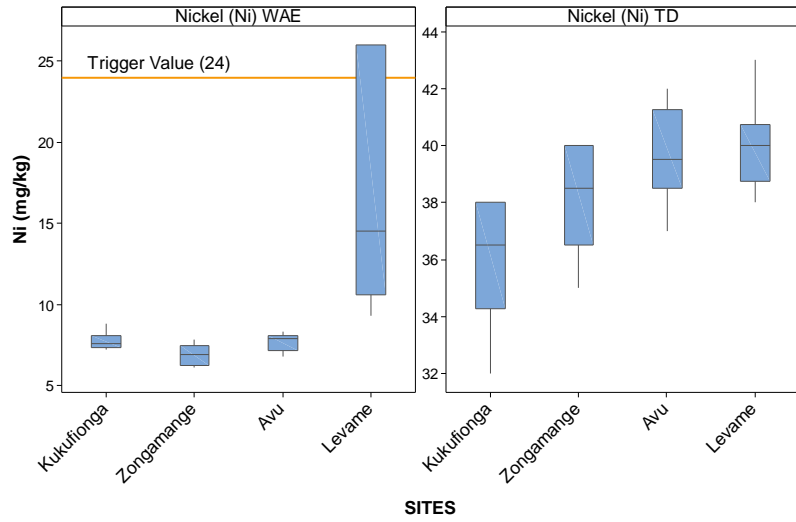 Nickel (Ni) WAE
Nickel (Ni) TD
Trigger Value (24)
Ni (mg/kg)
25
20
15
10
5
44
42
40
38
36
34
32
Kukufionga
Zongamange
Avu
Levame
Kukufionga
Zongamange
Avu
Levame
SITES